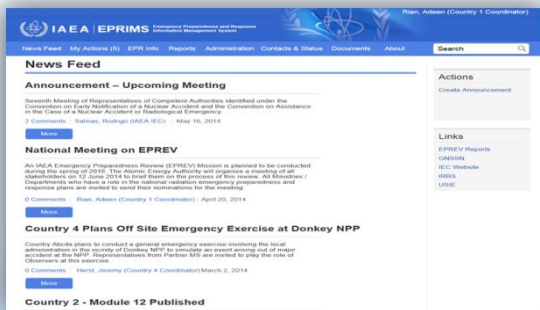 Rian, Adeen (Country 1 Coordinator)
IAEA EPRIMS Emergency Preparedness and Response
Information Management System
News Feed My Actions (5) EPR Info Reports Administration Contacts & Status Documents About Search
News Feed
Announcement – Upcoming Meeting
Seventh Meeting of Representatives of Competent Authorities identified under the
Convention on Early Notification of a Nuclear Accident and the Convention on Assistance
in the Case of a Nuclear Accident or Radiological Emergency.
2 Comments Salinas, Rodrigo (IAEA IEC) May 16, 2014
More
National Meeting on EPREV
An IAEA Emergency Preparedness Review (EPREV) Mission is planned to be conducted
during the spring of 2016. The Atomic Energy Authority will organize a meeting of all
stakeholders on 12 June 2014 to brief them on the process of this review. All Ministries /
Departments who have a role in the national radiation emergency preparedness and
response plans are invited to send their nominations for the meeting.
0 Comments Rian, Adeen (Country 1 Coordinator) April 20, 2014
More
Country 4 Plans Off Site Emergency Exercise at Donkey NPP
Country Abcda plans to conduct a general emergency exercise involving the local
administration in the vicinity of Donkey NPP to simulate an event arising out of major
accident at the NPP. Representatives from Partner MS are invited to play the role of
Observers at this exercise.
0 Comments Herst, Jeremy (Country 4 Coordinator) March 2, 2014
More
Country 2 - Module 12 Published
Actions
Create Announcement
Links
EPREV Reports
GNSSN
IEC Website
IRRS
USIE